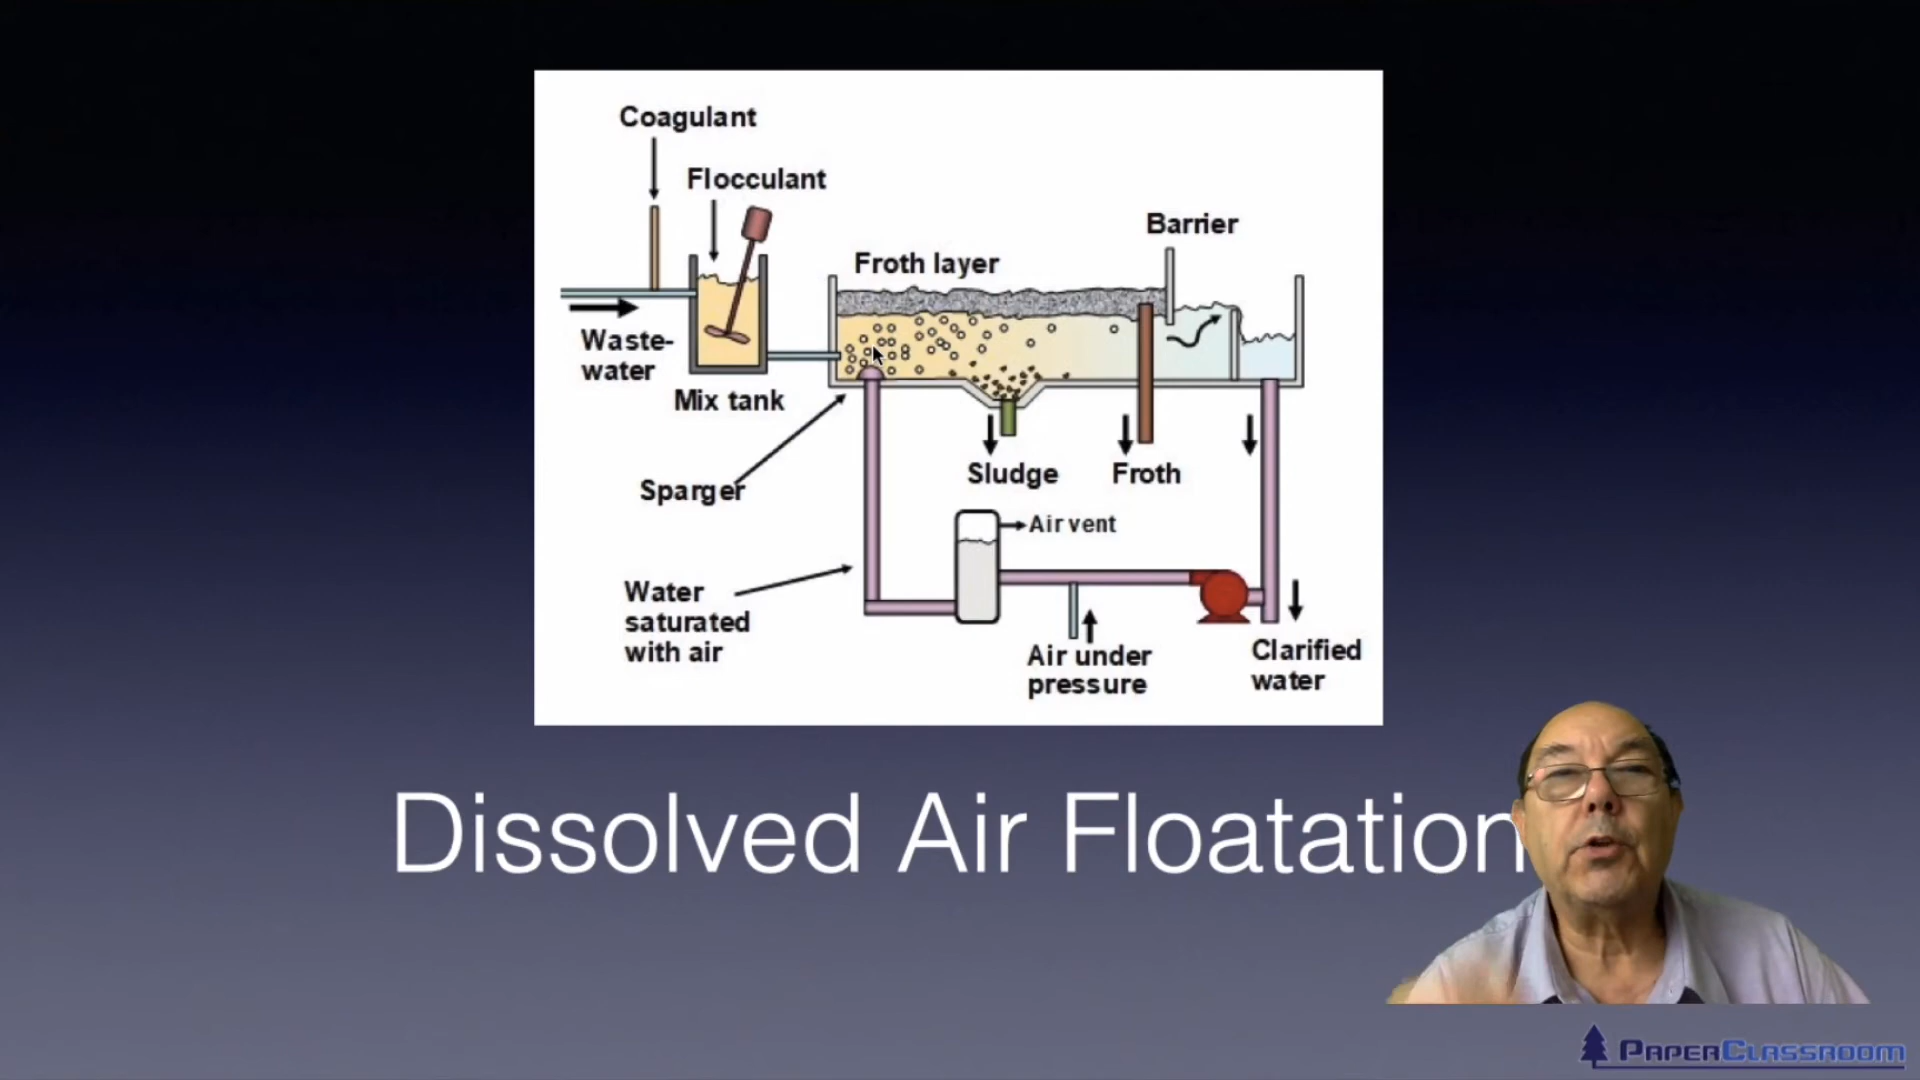 Coagulant
Flocculant
Barrier
Froth layer
Waste-
water
Mix tank
Sparger
Sludge
Froth
Air vent
Water
saturated
with air
Air under
pressure
Clarified
water
Dissolved Air Floatation
PaperClassroom